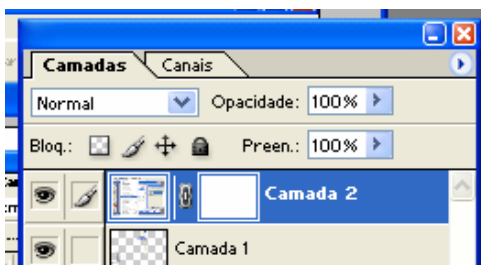 Camadas Canais
Normal Opacidade: 100%
Bloq.: Preen.: 100%
Camada 2
Camada 1